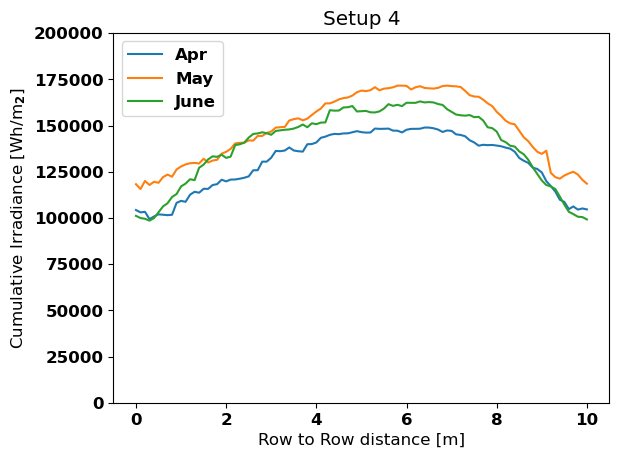 Setup 4
Cumulative Irradiance [Wh/m2]
200000
175000
150000
125000
100000
75000
50000
25000
0
Apr
May
June
0 2 4 6 8 10
Row to Row distance [m]